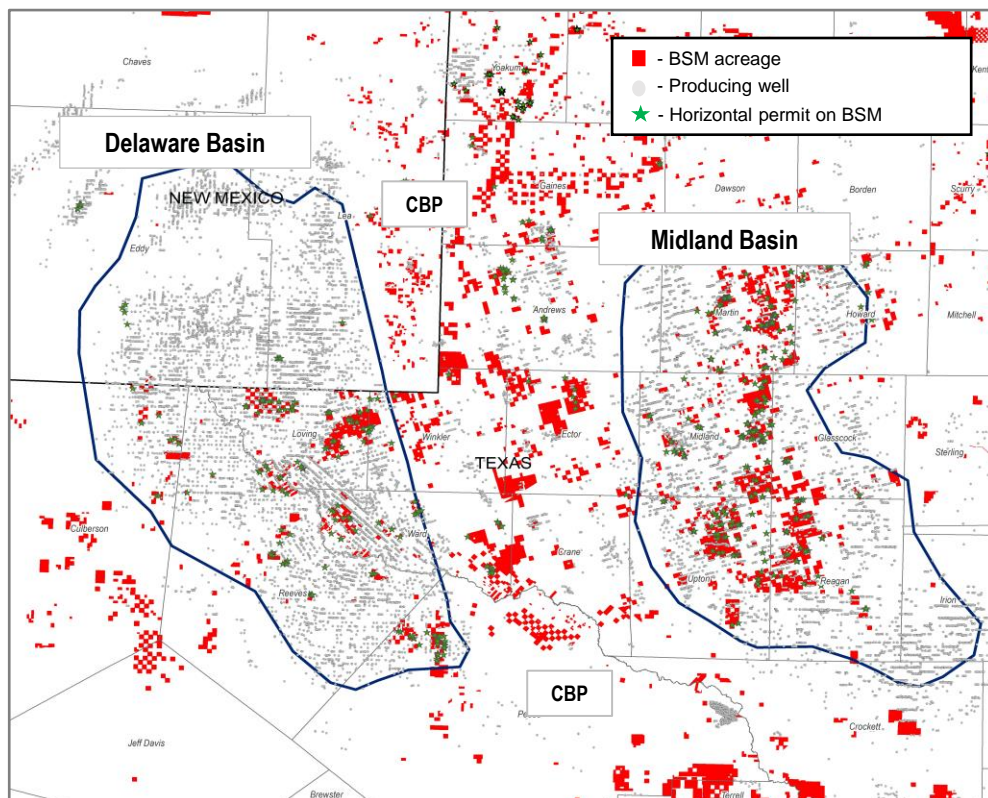 - BSM acreage
- Producing well
- Horizontal permit on BSM
Chaves
Yoakum
Delaware Basin
NEW MEXICO
CBP
Gaines
Dawson
Borden
Scurry
Lea
Eddy
Midland Basin
Andrews
Martin
Howard
Mitchell
Loving
Winkler
Ector
TEXAS
Midland
Glasscock
Sterling
Culberson
Ward
Crane
Reeves
Upton
Reagan
Irion
CBP
Crockett
Jeff Davis
Brewster
Terrell